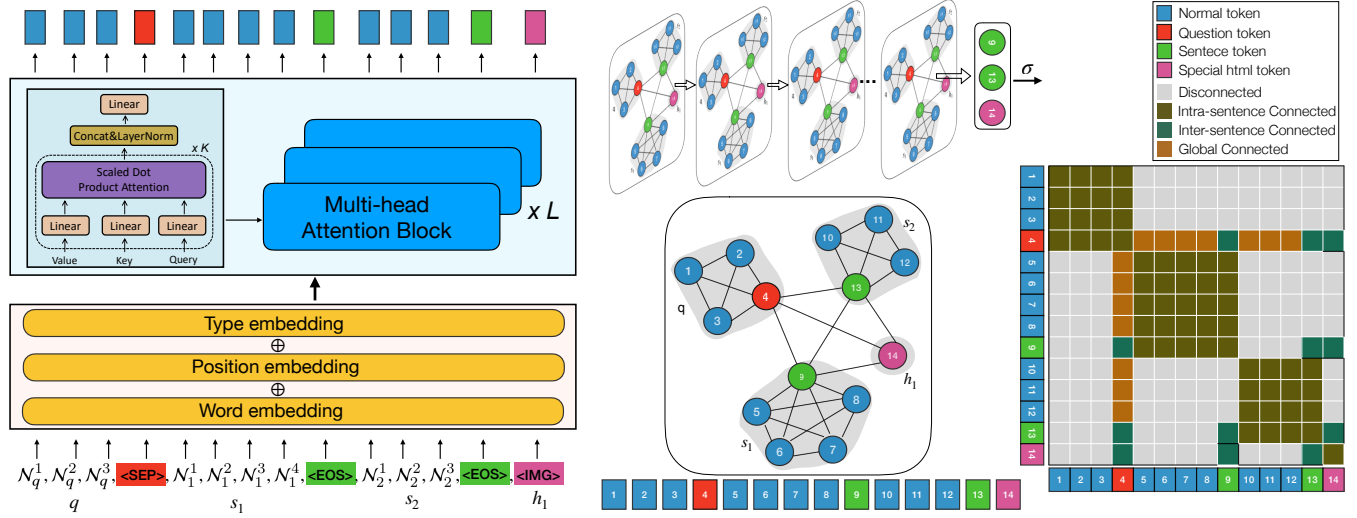 Linear
Concat&LayerNorm
x K
Scaled Dot
Product Attention
Linear
Linear
Linear
Value
Key
Query
Multi-head
Attention Block
x L
Type embedding
⊕
Position embedding
⊕
Word embedding
N_q^1, N_q^2, N_q^3, <SEP>, N_1^1, N_1^2, N_1^3, N_1^4, <EOS>, N_2^1, N_2^2, N_2^3, <EOS>, <IMG>
q s_1 s_2 h_1
...
9
13
14
σ
Normal token
Question token
Sentece token
Special html token
Disconnected
Intra-sentence Connected
Inter-sentence Connected
Global Connected
11 s_2
10
2
12
1
13
4
q
3
14
9
h_1
5 8
s_1
6 7
1 2 3 4 5 6 7 8 9 10 11 12 13 14
1
2
3
4
5
6
7
8
9
10
11
12
13
14
1 2 3 4 5 6 7 8 9 10 11 12 13 14